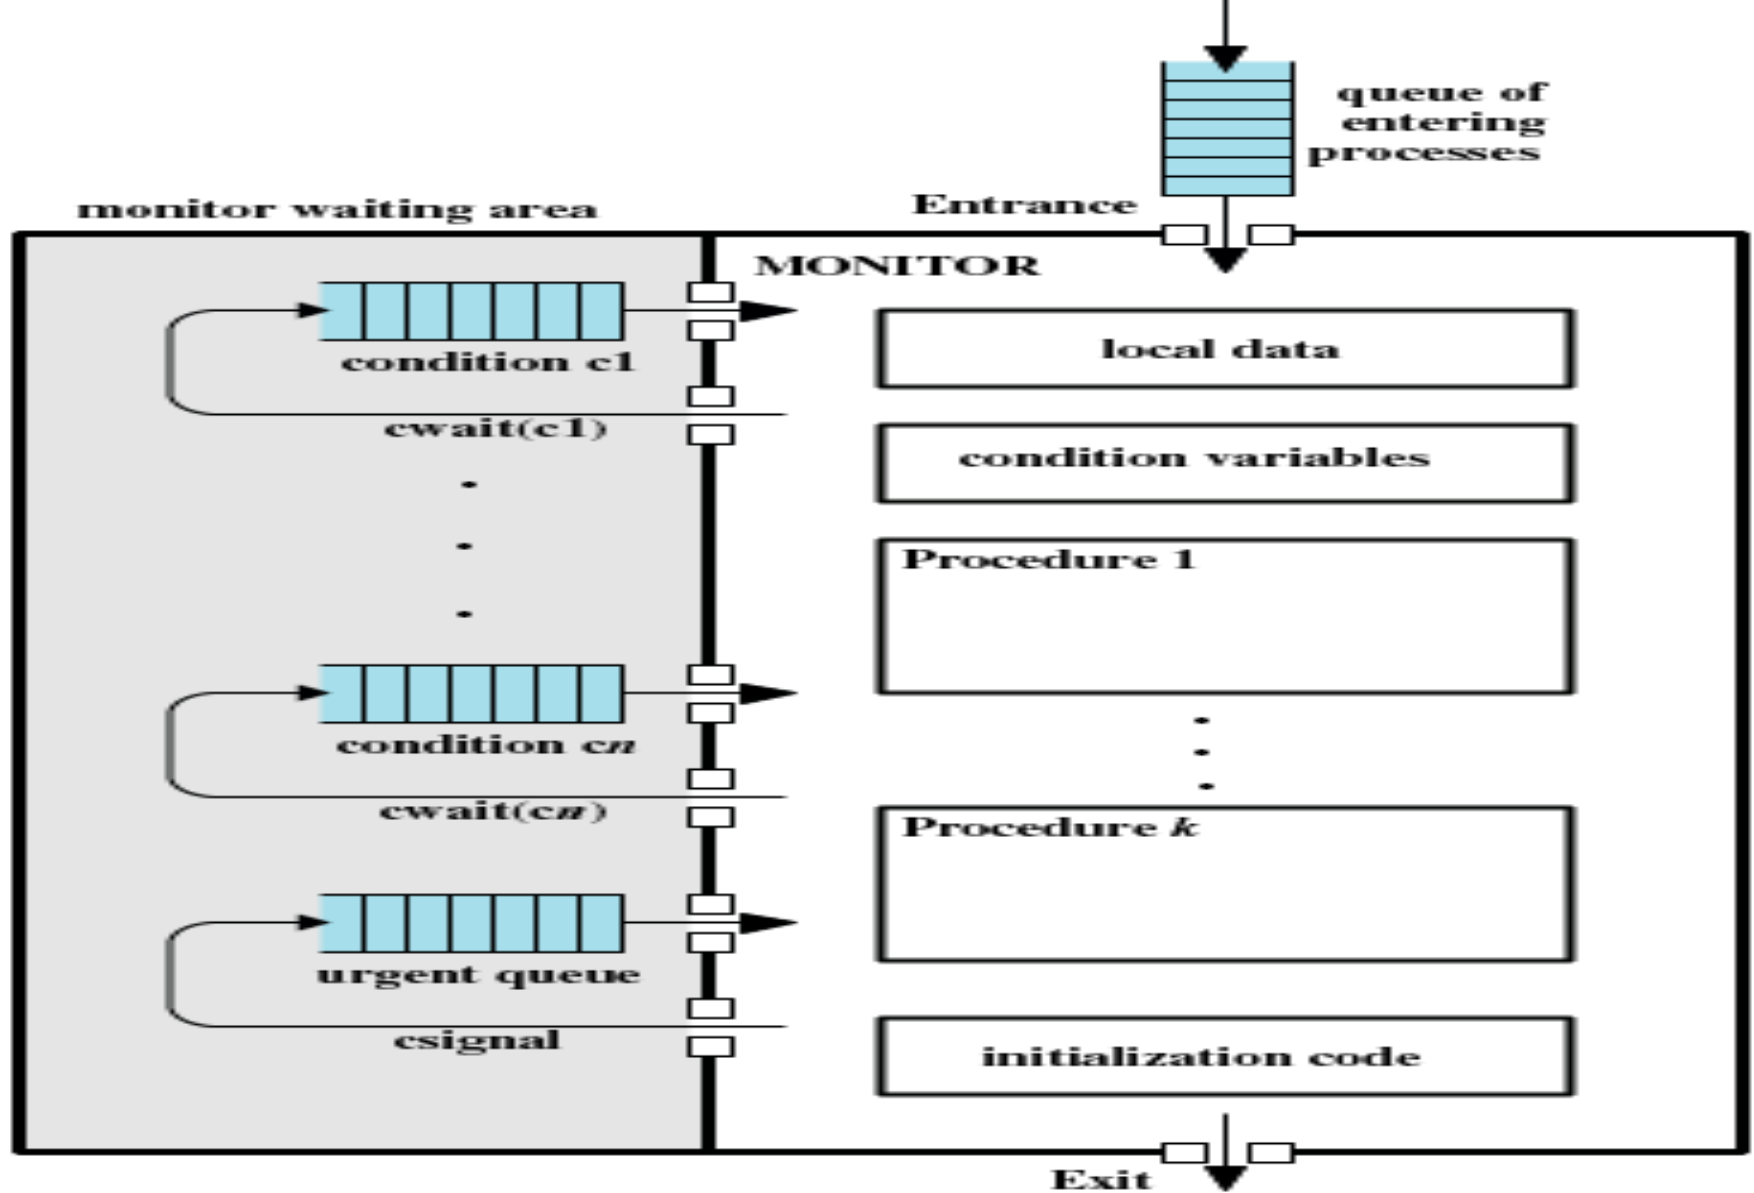 queue of
entering
processes
monitor waiting area
Entrance
MONITOR
local data
condition c1
cwait(c1)
condition variables
Procedure 1
condition cn
cwait(cn)
Procedure k
urgent queue
csignal
initialization code
Exit